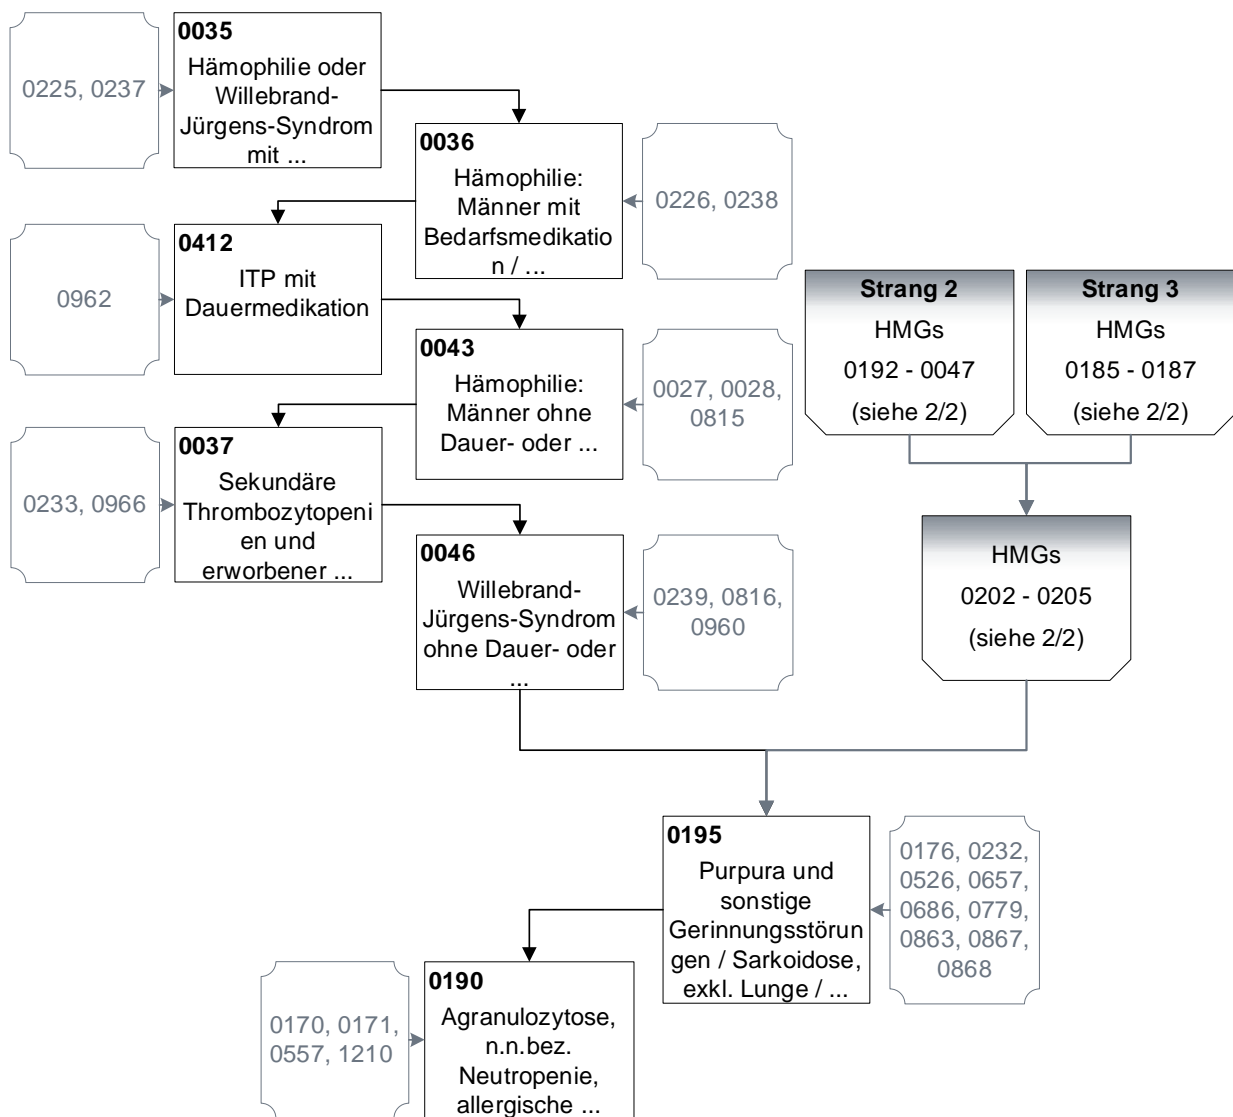 0035
Hämophilie oder
Willebrand-
Jürgens-Syndrom
mit ...
0225, 0237
0036
Hämophilie:
Männer mit
Bedarfsmedikatio
n / ...
0226, 0238
0412
ITP mit
Dauermedikation
0962
0043
Hämophilie:
Männer ohne
Dauer- oder ...
0027, 0028,
0815
Strang 2
HMGs
0192 - 0047
(siehe 2/2)
Strang 3
HMGs
0185 - 0187
(siehe 2/2)
0037
Sekundäre
Thrombozytopeni
en und
erworbener ...
0233, 0966
0046
Willebrand-
Jürgens-Syndrom
ohne Dauer- oder
...
0239, 0816,
0960
HMGs
0202 - 0205
(siehe 2/2)
0195
Purpura und
sonstige
Gerinnungsstörun
gen / Sarkoidose,
exkl. Lunge / ...
0176, 0232,
0526, 0657,
0686, 0779,
0863, 0867,
0868
0190
Agranulozytose,
n.n.bez.
Neutropenie,
allergische ...
0170, 0171,
0557, 1210